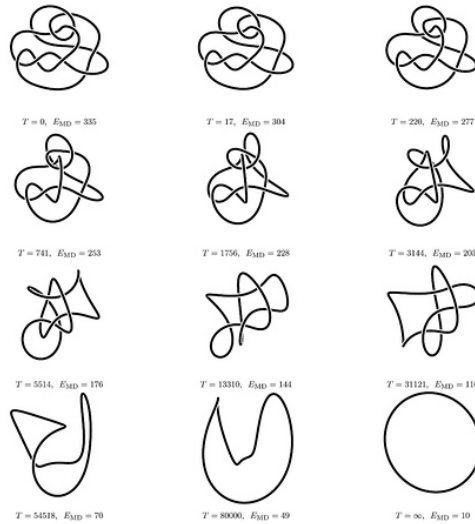 T = 0, E_MD = 335
T = 17, E_MD = 304
T = 220, E_MD = 277
T = 741, E_MD = 253
T = 1756, E_MD = 228
T = 3144, E_MD = 203
T = 5514, E_MD = 176
T = 13310, E_MD = 144
T = 31121, E_MD = 110
T = 54518, E_MD = 70
T = 80000, E_MD = 49
T = ∞, E_MD = 10